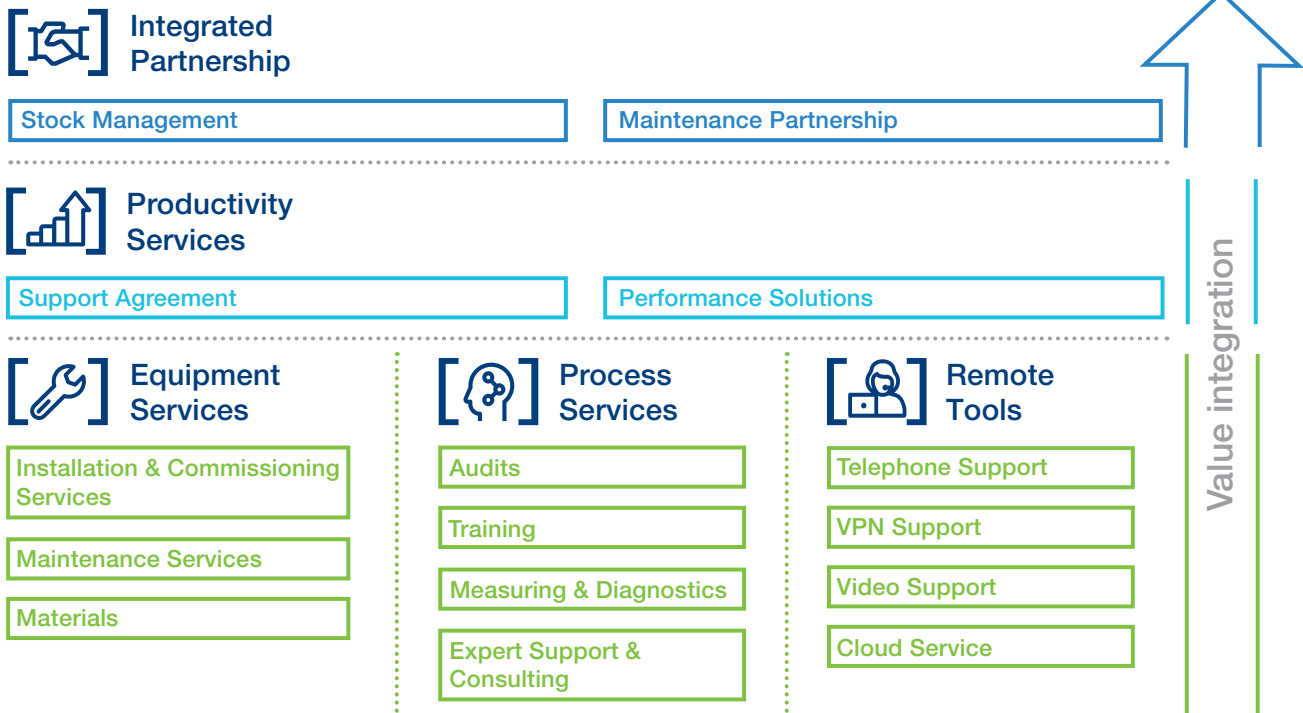 Integrated
Partnership
Stock Management
Maintenance Partnership
Productivity
Services
Support Agreement
Performance Solutions
Equipment
Services
Installation & Commissioning
Services
Maintenance Services
Materials
Process
Services
Audits
Training
Measuring & Diagnostics
Expert Support &
Consulting
Remote
Tools
Telephone Support
VPN Support
Video Support
Cloud Service
Value integration